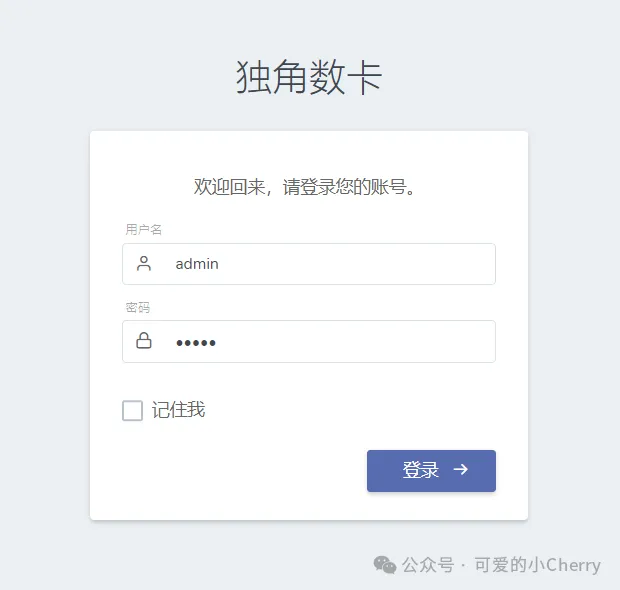 独角数卡
欢迎回来，请登录您的账号。
用户名
admin
密码
•••••
记住我
登录 →
公众号 · 可爱的小Cherry